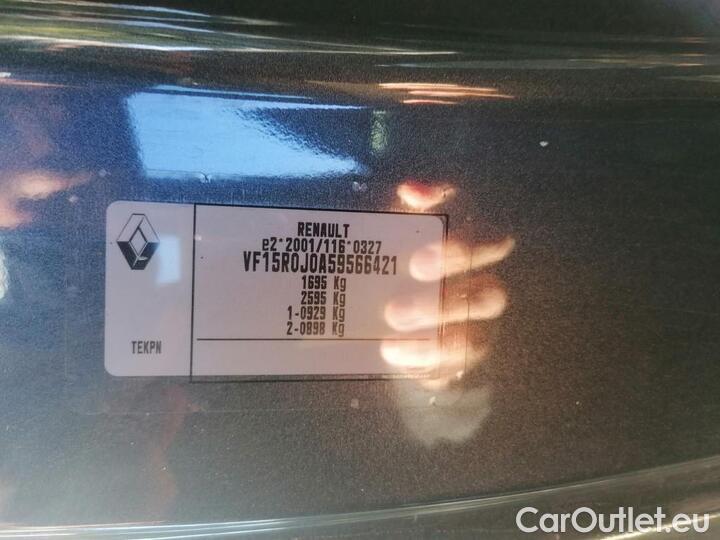 RENAULT
e2*2001/116*0327
VF15R0J0A59566421
1695 Kg
2595 Kg
1-0929 Kg
2-0898 Kg
TEKPN
CarOutlet.eu